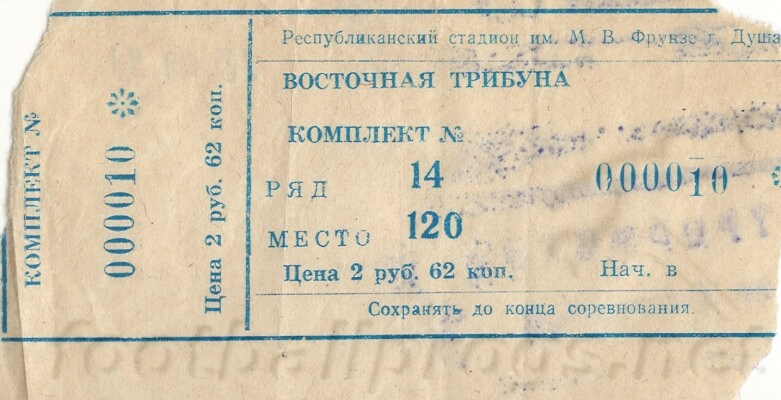 КОМПЛЕКТ №
000010
Цена 2 руб. 62 коп.
Республиканский стадион им. М. В. Фрунзе г. Душа
ВОСТОЧНАЯ ТРИБУНА
КОМПЛЕКТ №
РЯД 14 000010
МЕСТО 120
Цена 2 руб. 62 коп. Нач. в
Сохранять до конца соревнования.